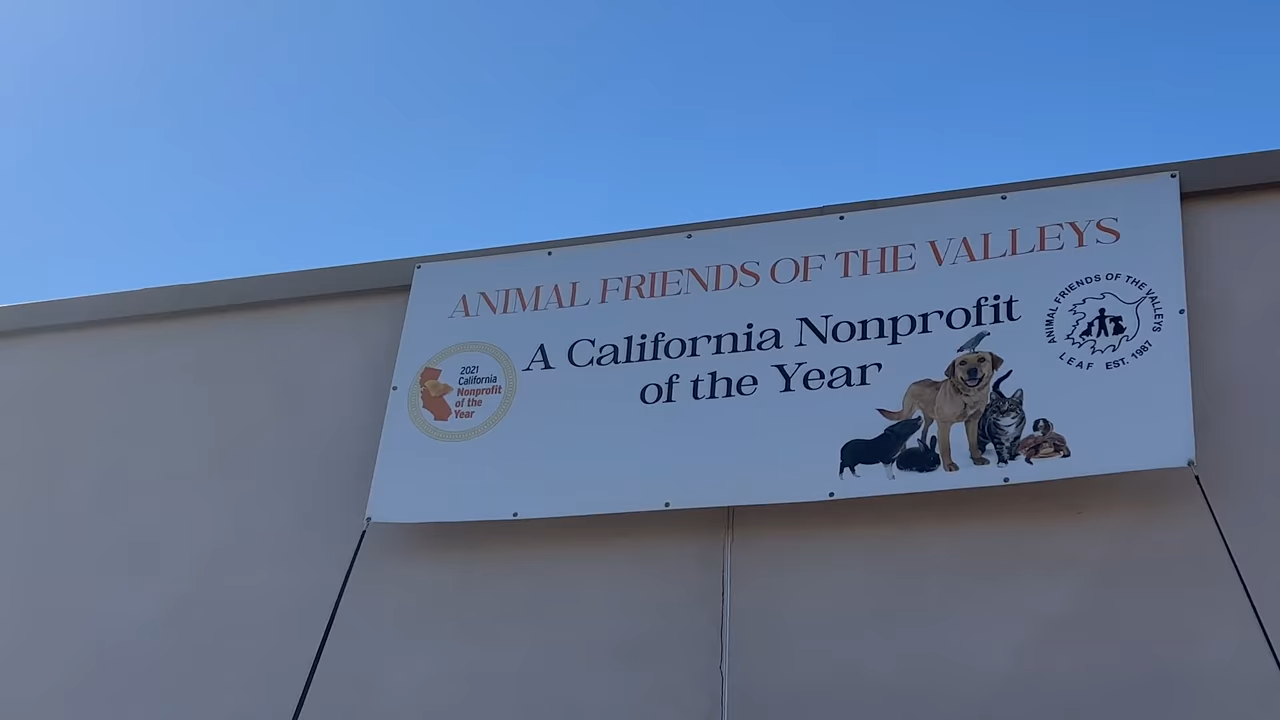 ANIMAL FRIENDS OF THE VALLEYS
A California Nonprofit
of the Year
2021
California
Nonprofit
of the
Year
ANIMAL FRIENDS OF THE VALLEYS
LEAF EST. 1987